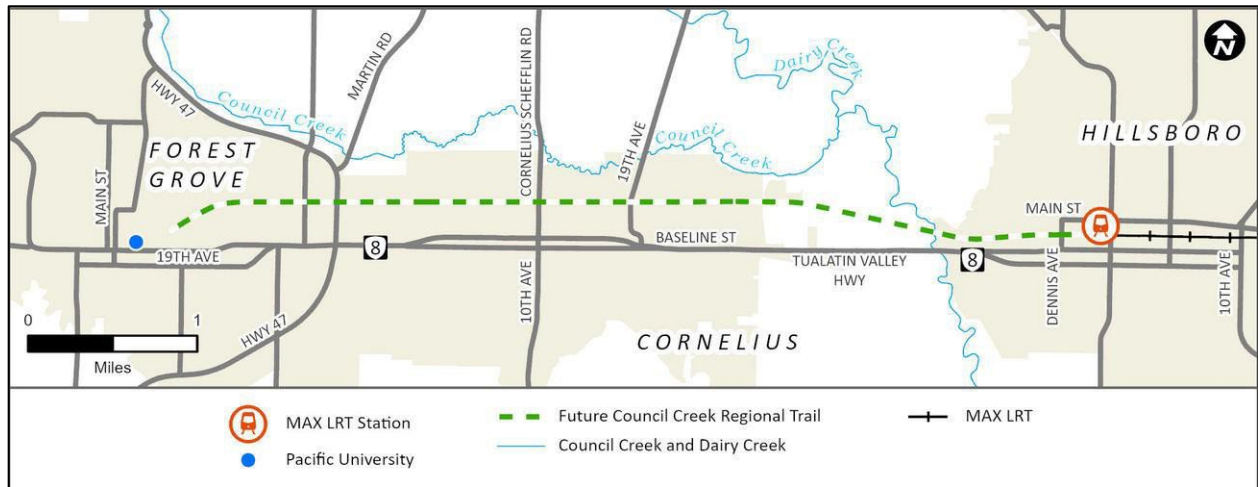 N
Dairy Creek
HWY 47
MARTIN RD
CORNELIUS SCHEFFLIN RD
Council Creek
Council Creek
19TH AVE
HILLSBORO
FOREST
GROVE
MAIN ST
MAIN ST
8
BASELINE ST
19TH AVE
8
TUALATIN VALLEY
HWY
DENNIS AVE
10TH AVE
10TH AVE
HWY 47
CORNELIUS
0 1
Miles
MAX LRT Station
Future Council Creek Regional Trail
MAX LRT
Pacific University
Council Creek and Dairy Creek